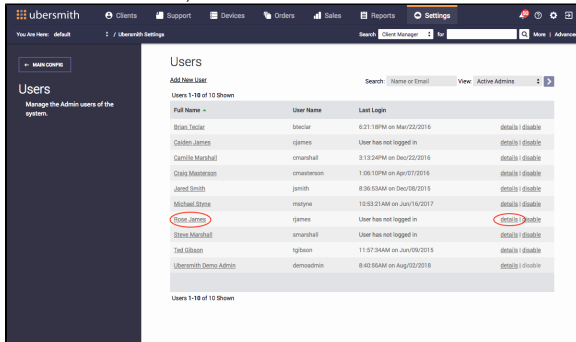 ubersmith Clients Support Devices Orders Sales Reports Settings
You Are Here: default / Ubersmith Settings Search Client Manager for More | Advanced
← MAIN CONFIG
Users
Manage the Admin users of the
system.
Users
Add New User Search: Name or Email View: Active Admins
Users 1-10 of 10 Shown
Full Name User Name Last Login
Brian Teclar bteclar 6:21:18PM on Mar/22/2016 details | disable
Caiden James cjames User has not logged in details | disable
Camille Marshall cmarshall 3:13:24PM on Dec/22/2016 details | disable
Craig Masterson cmasterson 1:06:10PM on Apr/07/2016 details | disable
Jared Smith jsmith 8:36:53AM on Dec/08/2015 details | disable
Michael Styne mstyne 10:53:21AM on Jun/16/2017 details | disable
Rose James rjames User has not logged in details | disable
Steve Marshall smarshall User has not logged in details | disable
Ted Gibson tgibson 11:57:34AM on Jun/09/2015 details | disable
Ubersmith Demo Admin demoadmin 8:40:56AM on Aug/02/2018 details | disable
Users 1-10 of 10 Shown